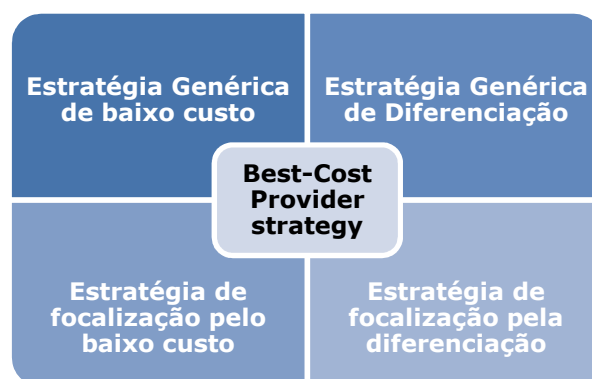 Estratégia Genérica
de baixo custo
Estratégia Genérica
de Diferenciação
Best-Cost
Provider
strategy
Estratégia de
focalização pelo
baixo custo
Estratégia de
focalização pela
diferenciação